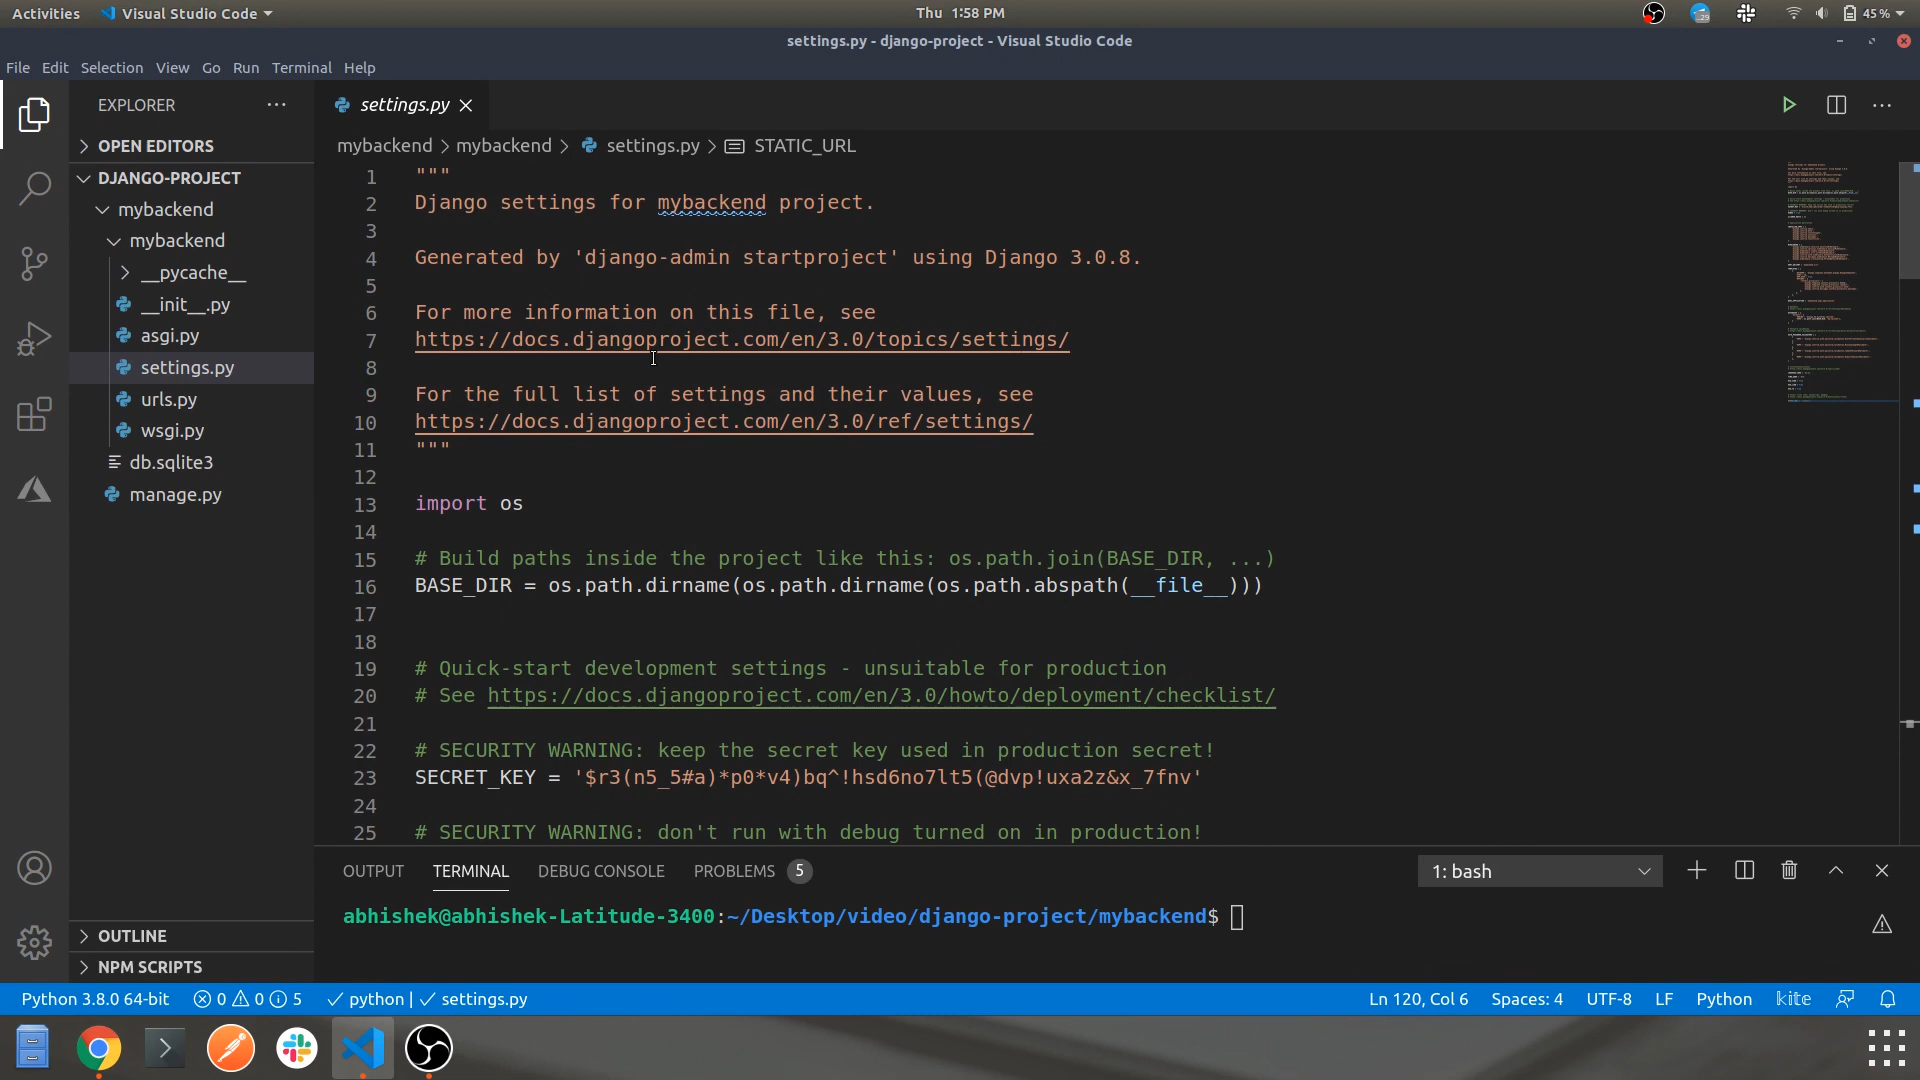 Activities Visual Studio Code Thu 1:58 PM 29 45 %
settings.py - django-project - Visual Studio Code
File Edit Selection View Go Run Terminal Help
EXPLORER
OPEN EDITORS
DJANGO-PROJECT
mybackend
mybackend
__pycache__
__init__.py
asgi.py
settings.py
urls.py
wsgi.py
db.sqlite3
manage.py
OUTLINE
NPM SCRIPTS
settings.py
mybackend > mybackend > settings.py > STATIC_URL
1 """
2 Django settings for mybackend project.
3
4 Generated by 'django-admin startproject' using Django 3.0.8.
5
6 For more information on this file, see
7 https://docs.djangoproject.com/en/3.0/topics/settings/
8
9 For the full list of settings and their values, see
10 https://docs.djangoproject.com/en/3.0/ref/settings/
11 """
12
13 import os
14
15 # Build paths inside the project like this: os.path.join(BASE_DIR, ...)
16 BASE_DIR = os.path.dirname(os.path.dirname(os.path.abspath(__file__)))
17
18
19 # Quick-start development settings - unsuitable for production
20 # See https://docs.djangoproject.com/en/3.0/howto/deployment/checklist/
21
22 # SECURITY WARNING: keep the secret key used in production secret!
23 SECRET_KEY = '$r3(n5_5#a)*p0*v4)bq^!hsd6no7lt5(@dvp!uxa2z&x_7fnv'
24
25 # SECURITY WARNING: don't run with debug turned on in production!
OUTPUT TERMINAL DEBUG CONSOLE PROBLEMS 5 1: bash
abhishek@abhishek-Latitude-3400:~/Desktop/video/django-project/mybackend$
Python 3.8.0 64-bit 0 0 5 python | settings.py Ln 120, Col 6 Spaces: 4 UTF-8 LF Python kite